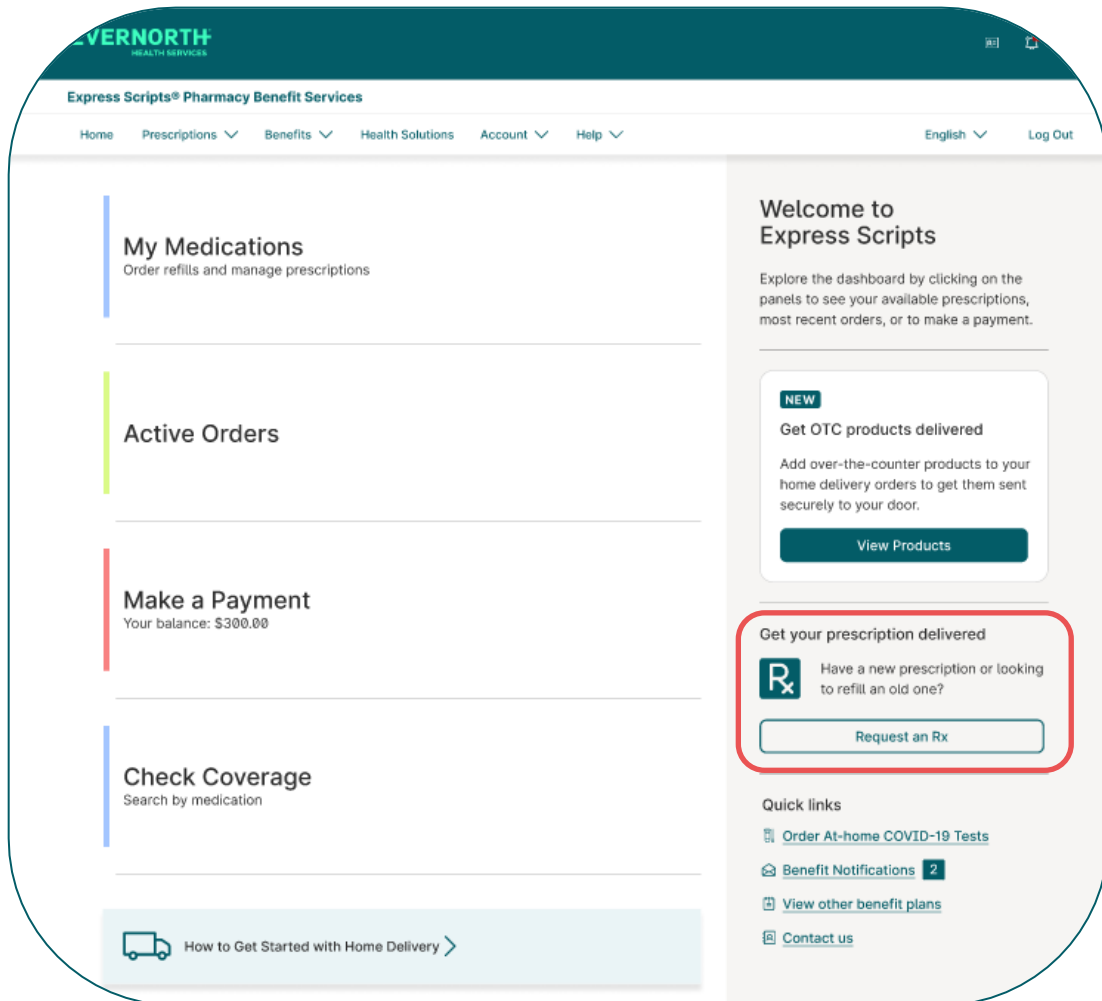 EVERNORTH
HEALTH SERVICES
Express Scripts® Pharmacy Benefit Services
Home Prescriptions Benefits Health Solutions Account Help English Log Out
My Medications
Order refills and manage prescriptions
Active Orders
Make a Payment
Your balance: $300.00
Check Coverage
Search by medication
How to Get Started with Home Delivery
Welcome to
Express Scripts
Explore the dashboard by clicking on the
panels to see your available prescriptions,
most recent orders, or to make a payment.
NEW
Get OTC products delivered
Add over-the-counter products to your
home delivery orders to get them sent
securely to your door.
View Products
Get your prescription delivered
Rx
Have a new prescription or looking
to refill an old one?
Request an Rx
Quick links
Order At-home COVID-19 Tests
Benefit Notifications 2
View other benefit plans
Contact us